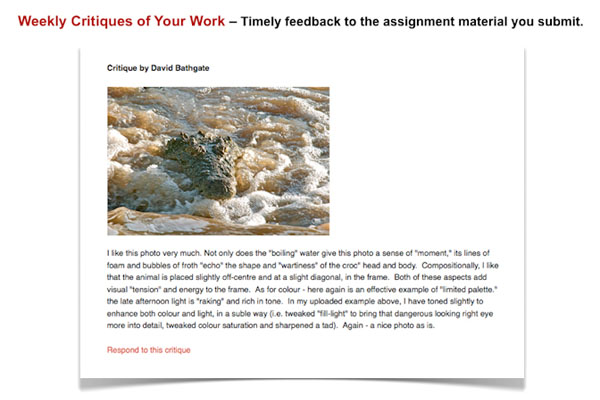 Weekly Critiques of Your Work – Timely feedback to the assignment material you submit.
Critique by David Bathgate
I like this photo very much. Not only does the "boiling" water give this photo a sense of "moment," its lines of
foam and bubbles of froth "echo" the shape and "wartiness" of the croc" head and body. Compositionally, I like
that the animal is placed slightly off-centre and at a slight diagonal, in the frame. Both of these aspects add
visual "tension" and energy to the frame. As for colour - here again is an effective example of "limited palette."
the late afternoon light is "raking" and rich in tone. In my uploaded example above, I have toned slightly to
enhance both colour and light, in a suble way (i.e. tweaked "fill-light" to bring that dangerous looking right eye
more into detail, tweaked colour saturation and sharpened a tad). Again - a nice photo as is.
Respond to this critique